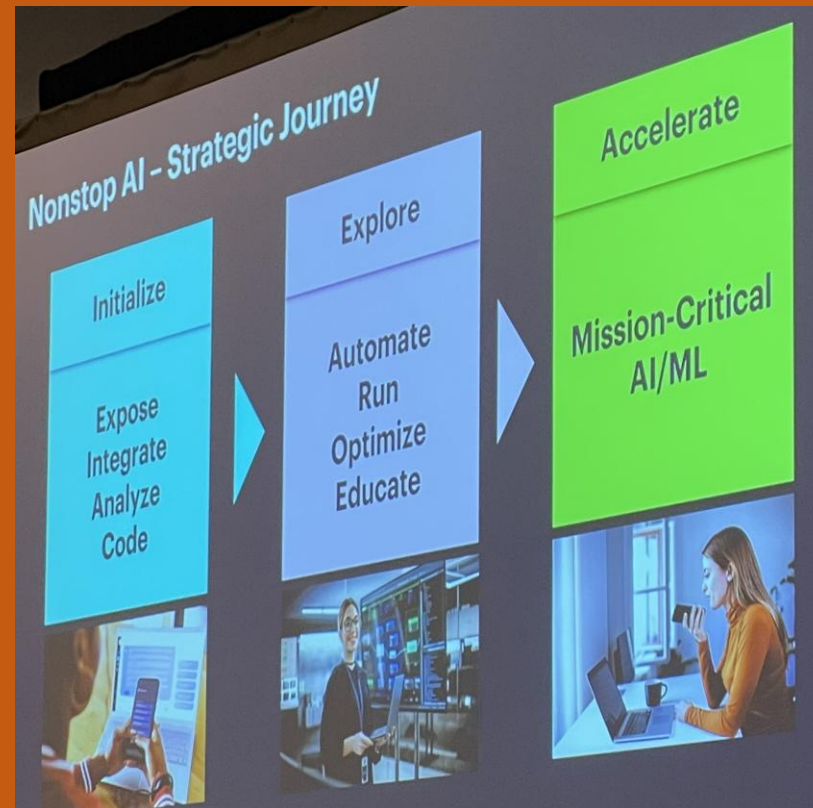 Nonstop AI – Strategic Journey
Initialize
Expose
Integrate
Analyze
Code
Explore
Automate
Run
Optimize
Educate
Accelerate
Mission-Critical
AI/ML